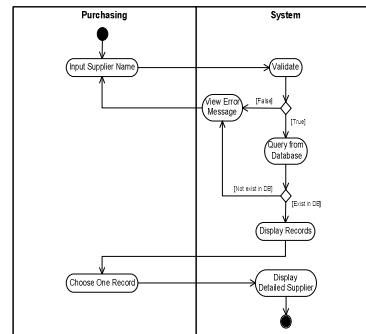 Purchasing
System
Input Supplier Name
Validate
View Error
Message
[False]
[True]
Query from
Database
[Not exist in DB]
[Exist in DB]
Display Records
Choose One Record
Display
Detailed Supplier